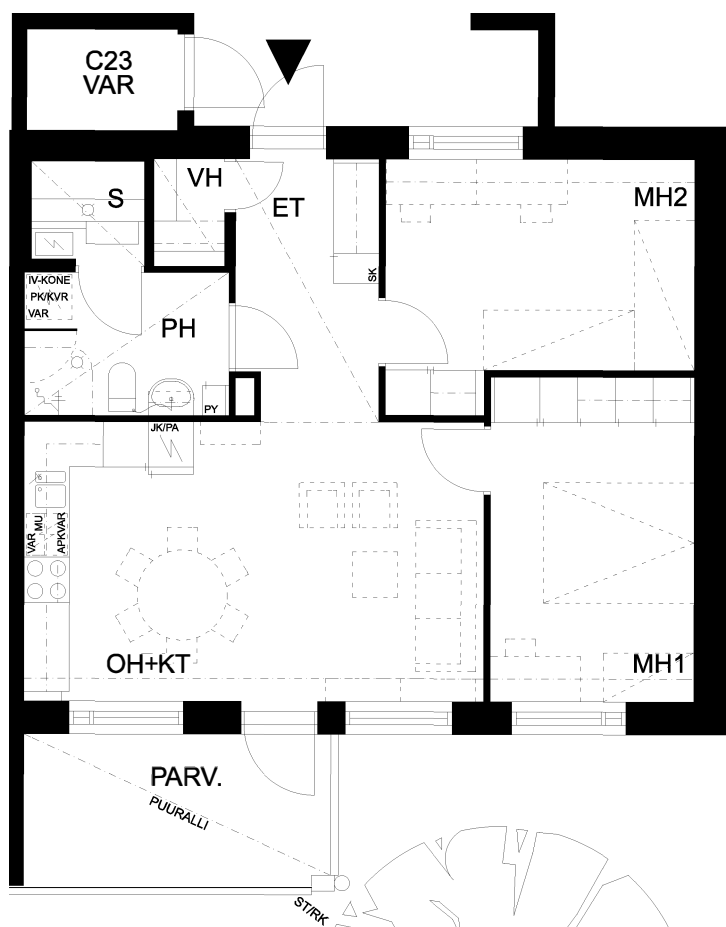 C23
VAR
VH
S
ET
MH2
SK
IV-KONE
PK/KVR
VAR
PH
PY
JK/PA
VAR
MU
APKVAR
OH+KT
MH1
PARV.
PUURALLI
ST/RK